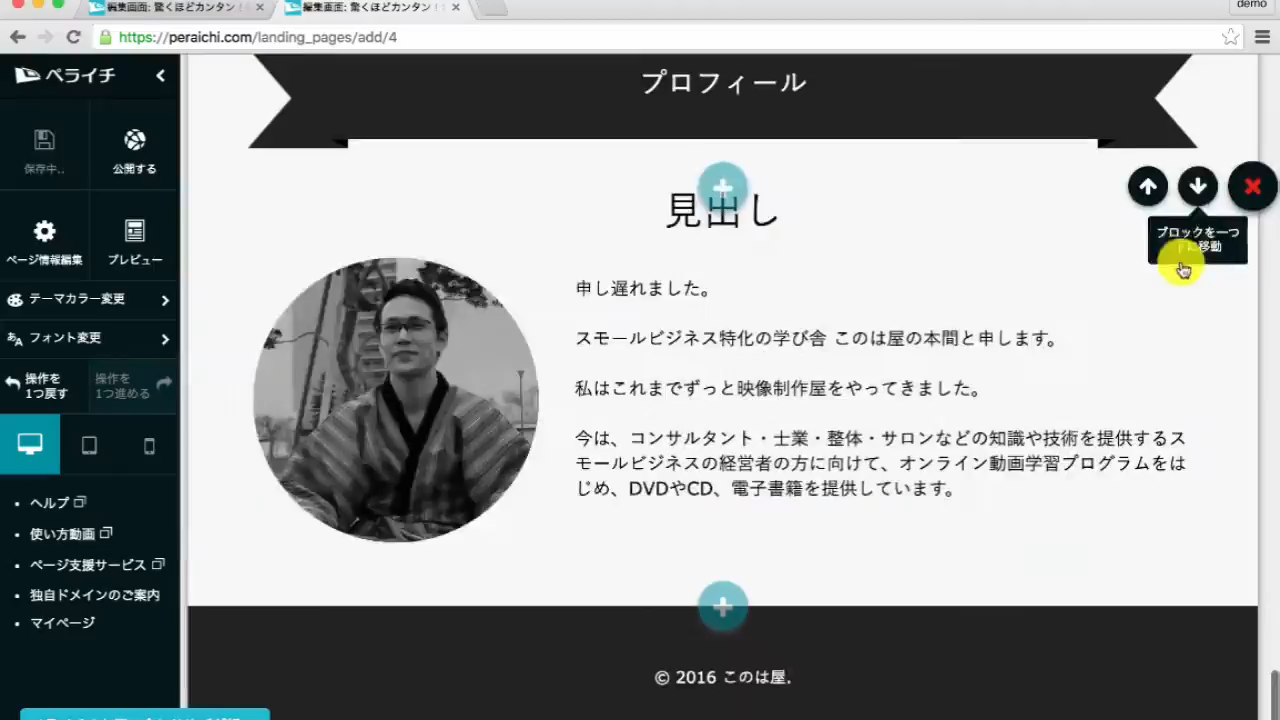 demo
編集画面: 驚くほどカンタン！
編集画面: 驚くほどカンタン！
https://peraichi.com/landing_pages/add/4
ペライチ
保存中..
公開する
ページ情報編集
プレビュー
テーマカラー変更
フォント変更
操作を
1つ戻す
操作を
1つ進める
ヘルプ
使い方動画
ページ支援サービス
独自ドメインのご案内
マイページ
プロフィール
見出し
ブロックを一つ
下に移動
申し遅れました。
スモールビジネス特化の学び舎 このは屋の本間と申します。
私はこれまでずっと映像制作屋をやってきました。
今は、コンサルタント・士業・整体・サロンなどの知識や技術を提供するス
モールビジネスの経営者の方に向けて、オンライン動画学習プログラムをは
じめ、DVDやCD、電子書籍を提供しています。
© 2016 このは屋.